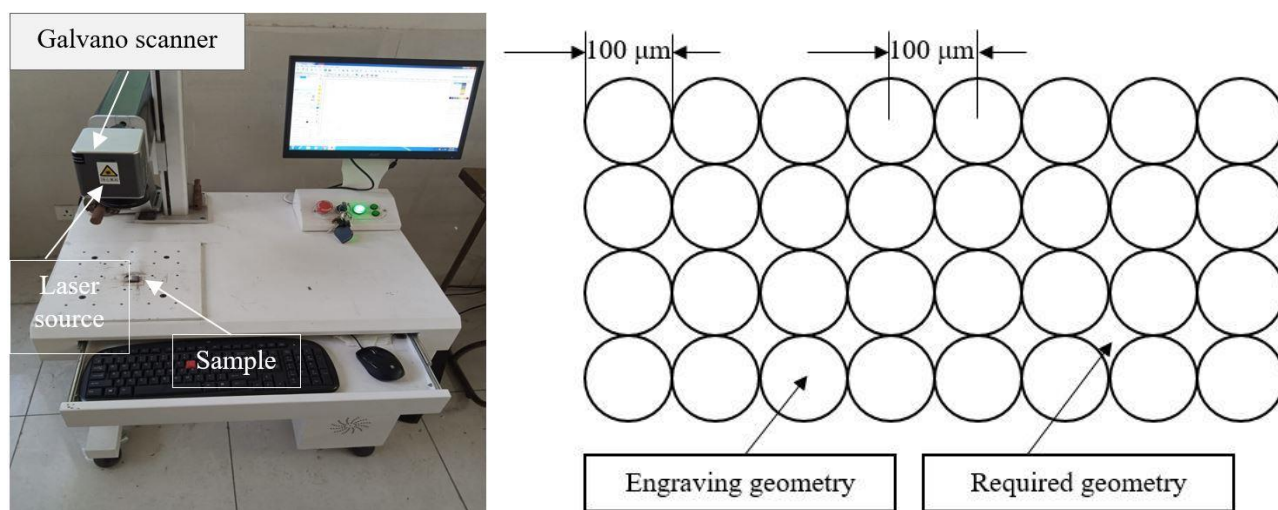 Galvano scanner
Laser
source
Sample
100 μm
100 μm
Engraving geometry
Required geometry